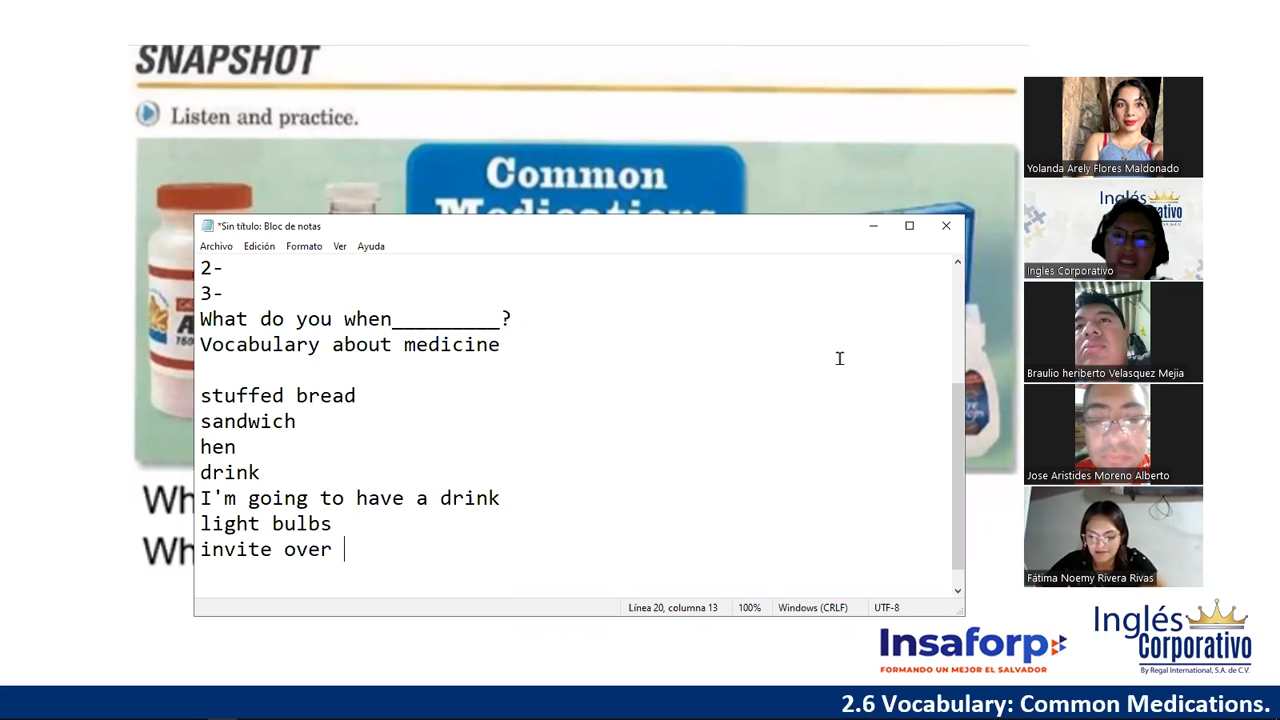 SNAPSHOT
Listen and practice.
Common
Medications
*Sin título: Bloc de notas
Archivo Edición Formato Ver Ayuda
2-
3-
What do you when_________?
Vocabulary about medicine
stuffed bread
sandwich
hen
drink
I'm going to have a drink
light bulbs
invite over
Wh
Wh
Línea 20, columna 13 100% Windows (CRLF) UTF-8
Yolanda Arely Flores Maldonado
Inglés
Ingles Corporativo
Braulio heriberto Velasquez Mejia
Jose Aristides Moreno Alberto
Fátima Noemy Rivera Rivas
Insaforp
FORMANDO UN MEJOR EL SALVADOR
Inglés
Corporativo
By Regal International, S.A. de C.V.
2.6 Vocabulary: Common Medications.